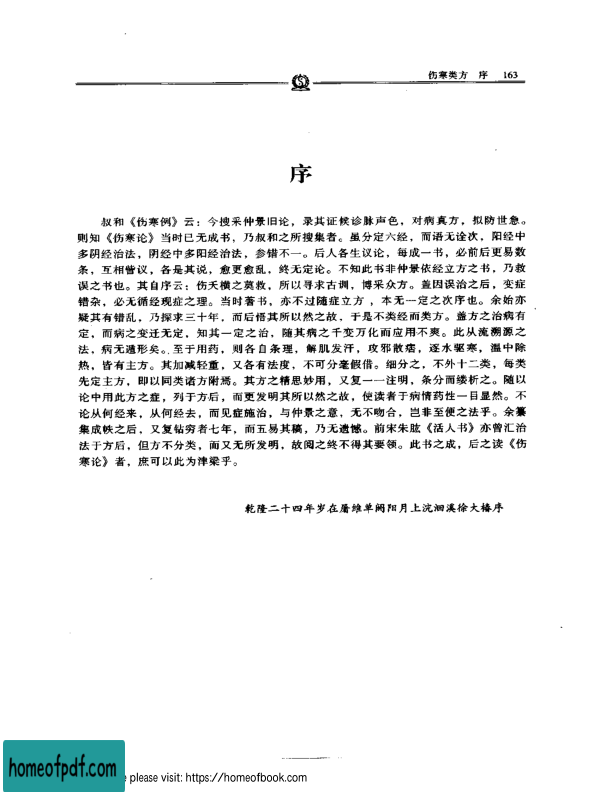 伤寒类方 序 163
序
叔和《伤寒例》云：今搜采仲景旧论，录其证候诊脉声色，对病真方，拟防世急。
则知《伤寒论》当时已无成书，乃叔和之所搜集者。虽分定六经，而语无诠次，阳经中
多阴经治法，阴经中多阳经治法，参错不一。后人各生议论，每成一书，必前后更易数
条，互相訾议，各是其说，愈更愈乱，终无定论。不知此书非仲景依经立方之书，乃救
误之书也。其自序云：伤夭横之莫救，所以寻求古训，博采众方。盖因误治之后，变症
错杂，必无循经现症之理。当时著书，亦不过随症立方，本无一定之次序也。余始亦
疑其有错乱，乃探求三十年，而后悟其所以然之故，于是不类经而类方。盖方之治病有
定，而病之变迁无定，知其一定之治，随其病之千变万化而应用不爽。此从流溯源之
法，病无遁形矣。至于用药，则各自条理，解肌发汗，攻邪散痞，逐水驱寒，温中除
热，皆有主方。其加减轻重，又各有法度，不可分毫假借。细分之，不外十二类，每类
先定主方，即以同类诸方附焉。其方之精思妙用，又复一一注明，条分而缕析之。随以
论中用此方之症，列于方后，而更发明其所以然之故，使读者于病情药性一目显然。不
论从何经来，从何经去，而见症施治，与仲景之意，无不吻合，岂非至便之法乎。余纂
集成帙之后，又复钻穷者七年，而五易其稿，乃无遗憾。前宋朱肱《活人书》亦曾汇治
法于方后，但方不分类，而又无所发明，故阅之终不得其要领。此书之成，后之读《伤
寒论》者，庶可以此为津梁乎。
乾隆二十四年岁在屠维单阏阳月上浣洄溪徐大椿序
homeofpdf.com
please visit: https://homeofbook.com